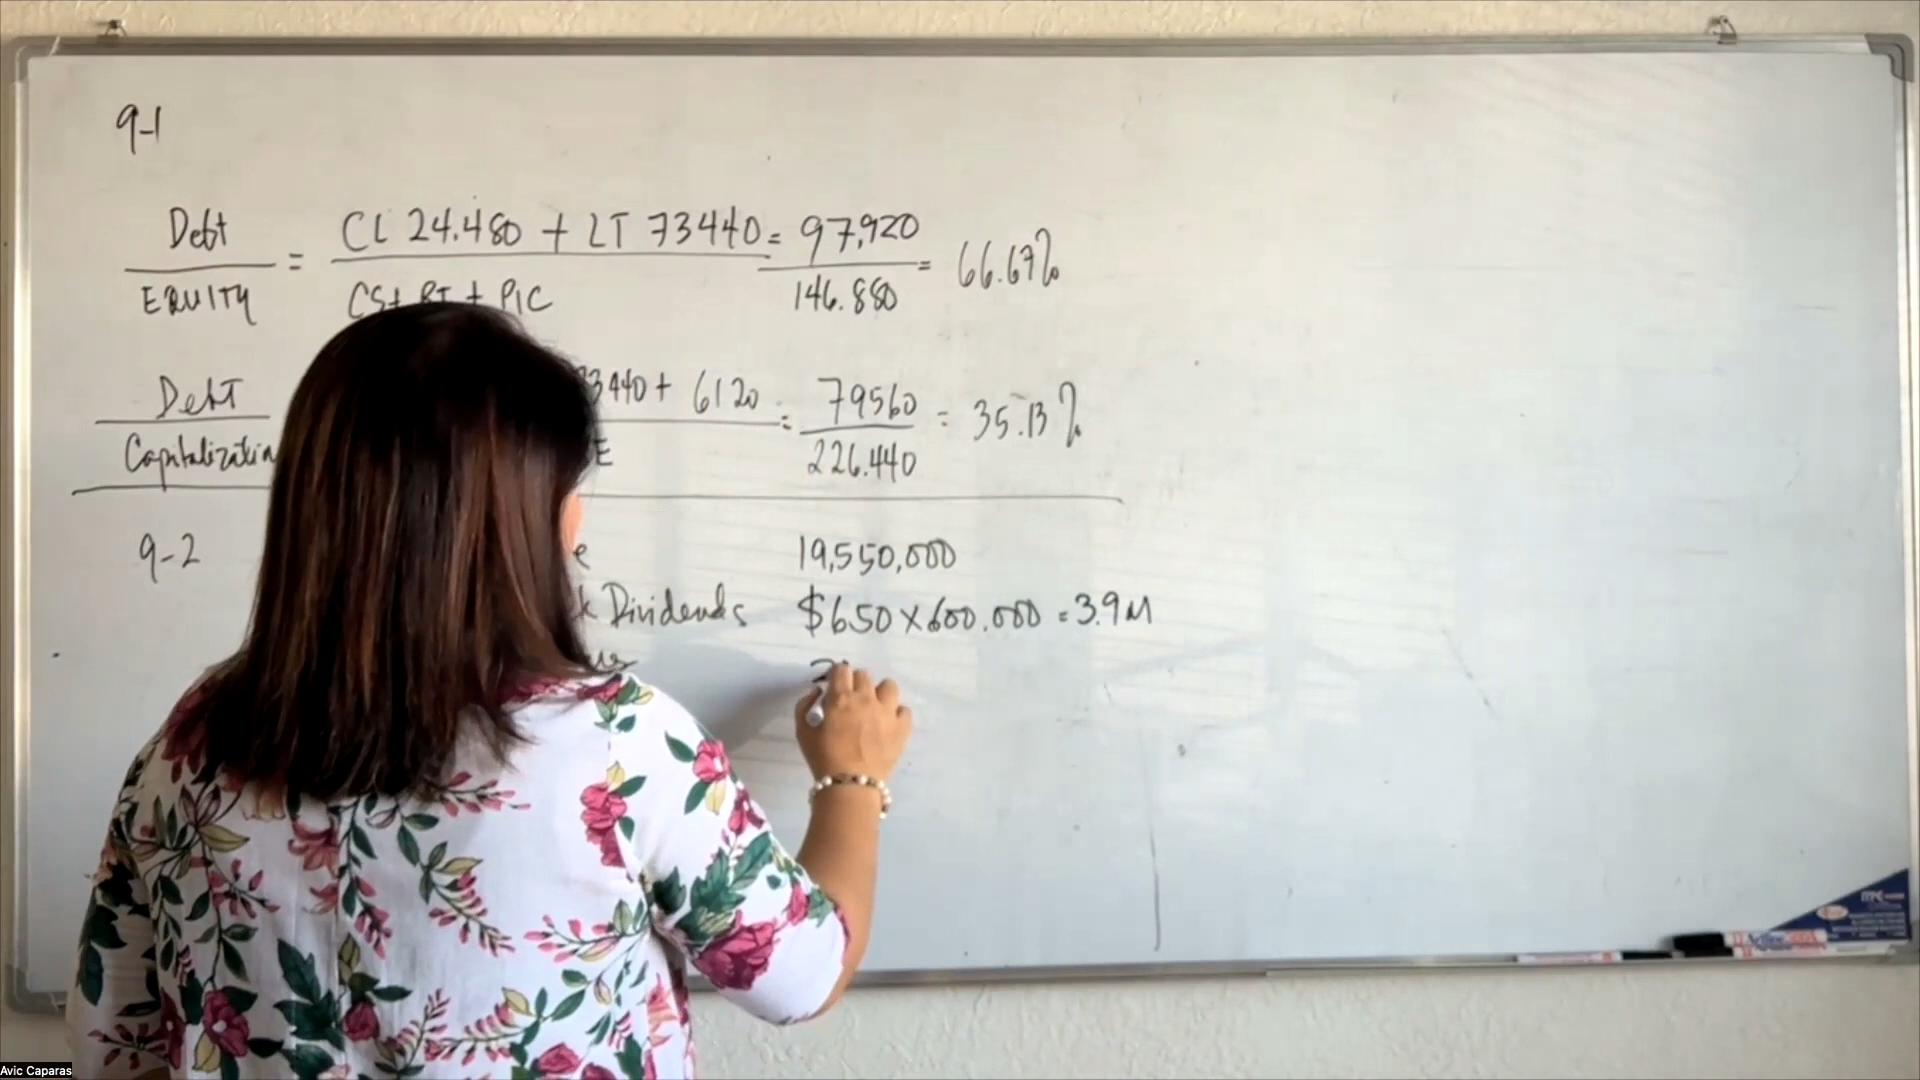 9-1
Debt = CL 24.480 + LT 73440 = 97,920 = 66.67%
EQUITY CS+ RE + PIC 146.880
Debt 3440 + 6120 = 79560 = 35.13%
Capitalization E 226.440
9-2 e 19,550,000
k Dividends $650 x 600.000 = 3.9M
Avic Caparas